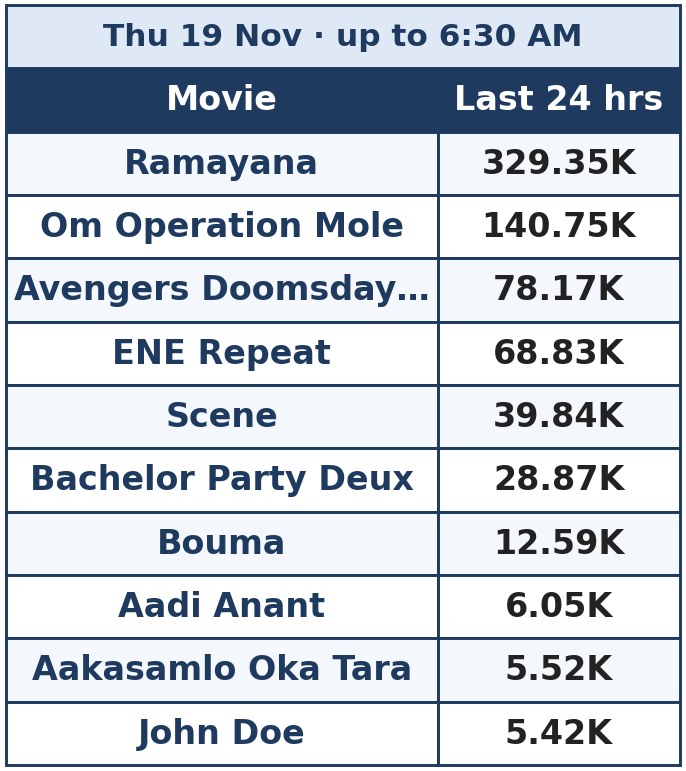 Thu 19 Nov · up to 6:30 AM
Movie Last 24 hrs
Ramayana 329.35K
Om Operation Mole 140.75K
Avengers Doomsday... 78.17K
ENE Repeat 68.83K
Scene 39.84K
Bachelor Party Deux 28.87K
Bouma 12.59K
Aadi Anant 6.05K
Aakasamlo Oka Tara 5.52K
John Doe 5.42K